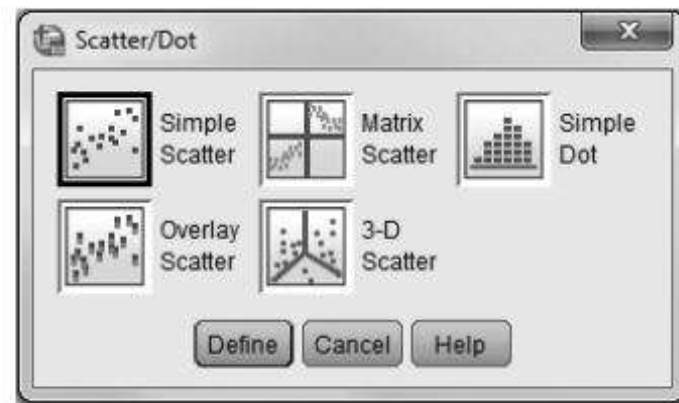 Scatter/Dot
Simple
Scatter
Matrix
Scatter
Simple
Dot
Overlay
Scatter
3-D
Scatter
Define
Cancel
Help